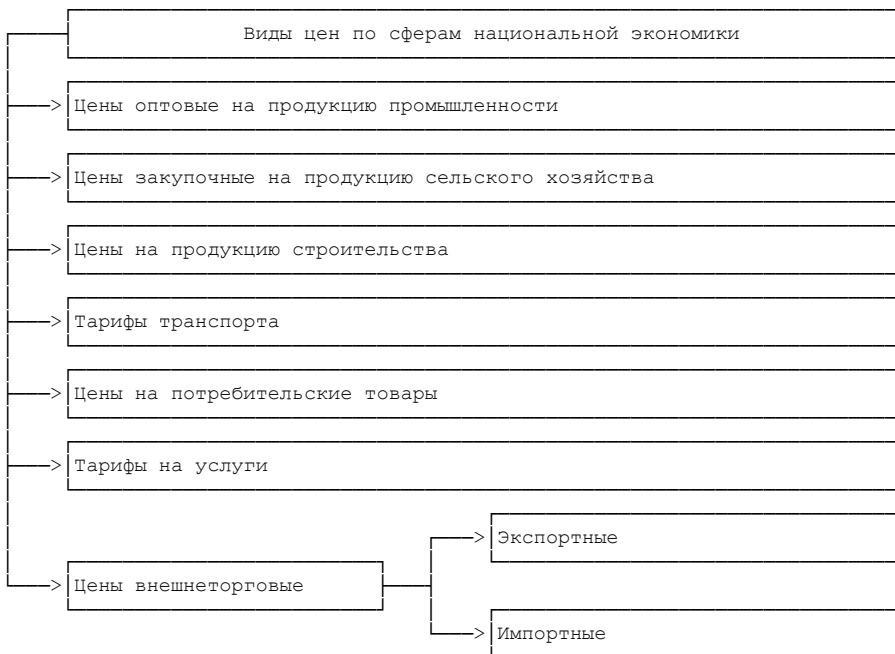 Виды цен по сферам национальной экономики
Цены оптовые на продукцию промышленности
Цены закупочные на продукцию сельского хозяйства
Цены на продукцию строительства
Тарифы транспорта
Цены на потребительские товары
Тарифы на услуги
Экспортные
Цены внешнеторговые
Импортные